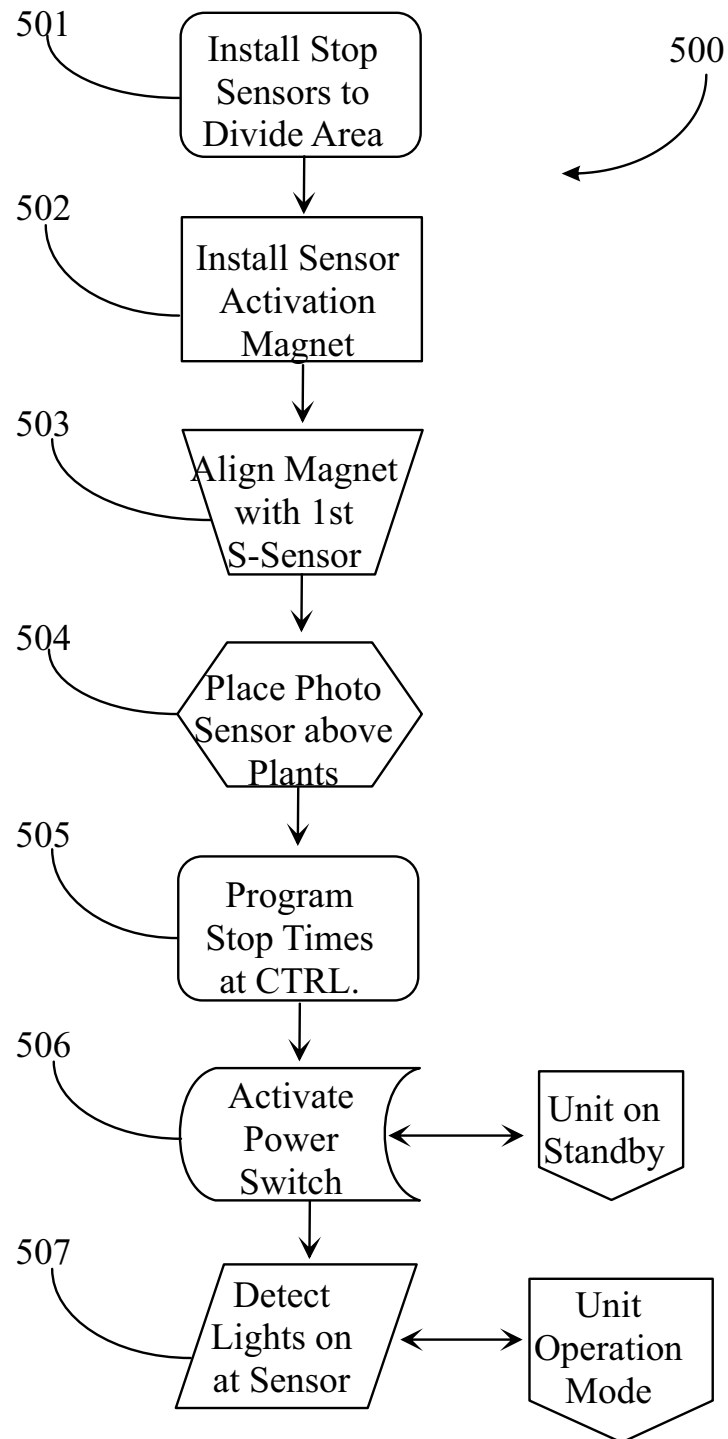 501
Install Stop
Sensors to
Divide Area
500
502
Install Sensor
Activation
Magnet
503
Align Magnet
with 1st
S-Sensor
504
Place Photo
Sensor above
Plants
505
Program
Stop Times
at CTRL.
506
Activate
Power
Switch
Unit on
Standby
507
Detect
Lights on
at Sensor
Unit
Operation
Mode